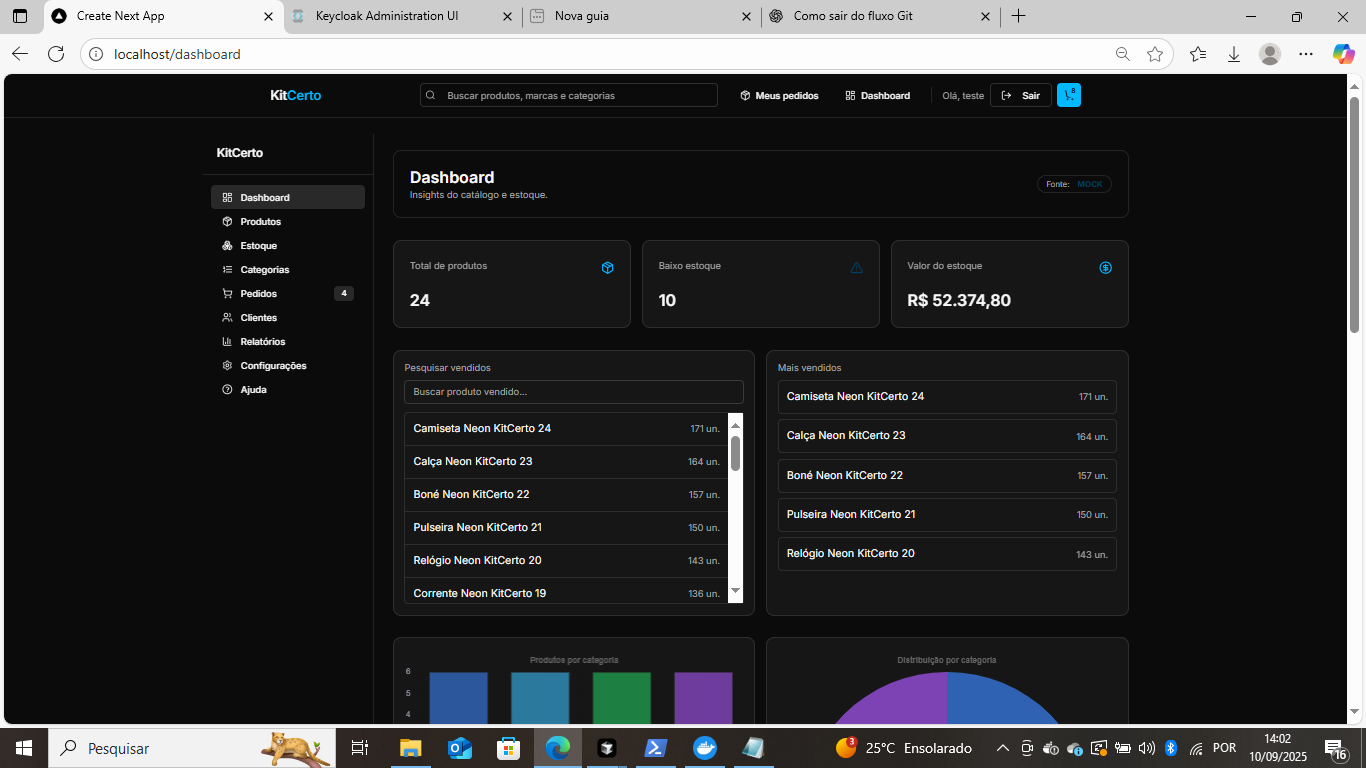 Create Next App
Keycloak Administration UI
Nova guia
Como sair do fluxo Git
localhost/dashboard
KitCerto
Buscar produtos, marcas e categorias
Meus pedidos
Dashboard
Olá, teste
Sair
8
KitCerto
Dashboard
Produtos
Estoque
Categorias
Pedidos 4
Clientes
Relatórios
Configurações
Ajuda
Dashboard
Insights do catálogo e estoque.
Fonte: MOCK
Total de produtos
24
Baixo estoque
10
Valor do estoque
R$ 52.374,80
Pesquisar vendidos
Buscar produto vendido...
Camiseta Neon KitCerto 24 171 un.
Calça Neon KitCerto 23 164 un.
Boné Neon KitCerto 22 157 un.
Pulseira Neon KitCerto 21 150 un.
Relógio Neon KitCerto 20 143 un.
Corrente Neon KitCerto 19 136 un.
Mais vendidos
Camiseta Neon KitCerto 24 171 un.
Calça Neon KitCerto 23 164 un.
Boné Neon KitCerto 22 157 un.
Pulseira Neon KitCerto 21 150 un.
Relógio Neon KitCerto 20 143 un.
Produtos por categoria
6
5
4
Distribuição por categoria
Pesquisar
3
25°C Ensolarado
POR
14:02
10/09/2025
16